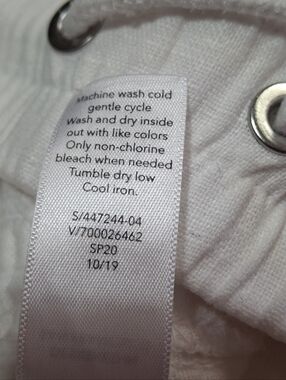 Machine wash cold
gentle cycle
Wash and dry inside
out with like colors
Only non-chlorine
bleach when needed
Tumble dry low
Cool iron.
S/447244-04
V/700026462
SP20
10/19